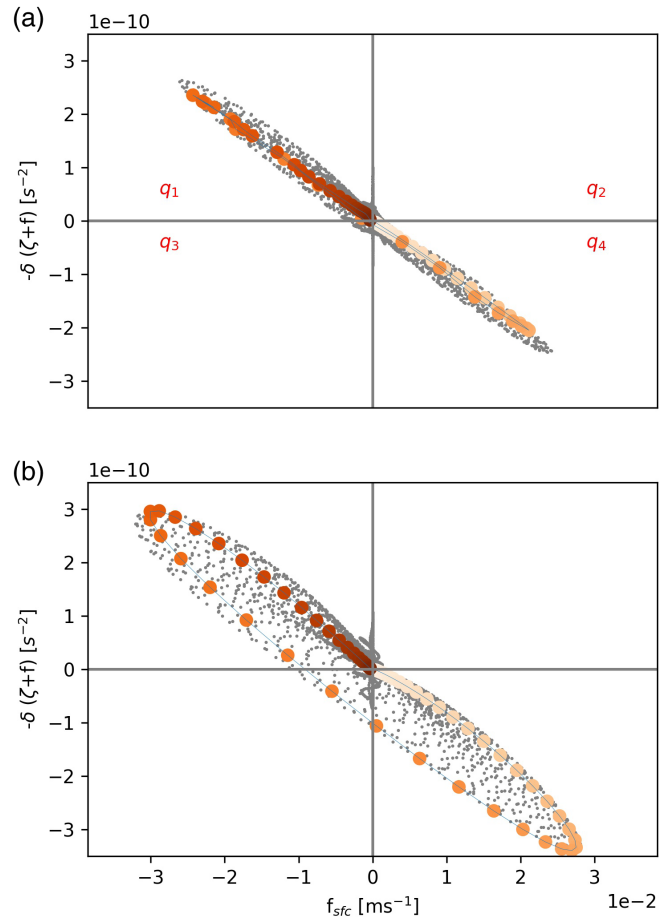 (a)
1e−10
3
2
1
0
−1
−2
−3
-δ (ζ+f) [s⁻²]
q₁
q₂
q₃
q₄
(b)
1e−10
3
2
1
0
−1
−2
−3
-δ (ζ+f) [s⁻²]
−3 −2 −1 0 1 2 3
f_sfc [ms⁻¹]
1e−2